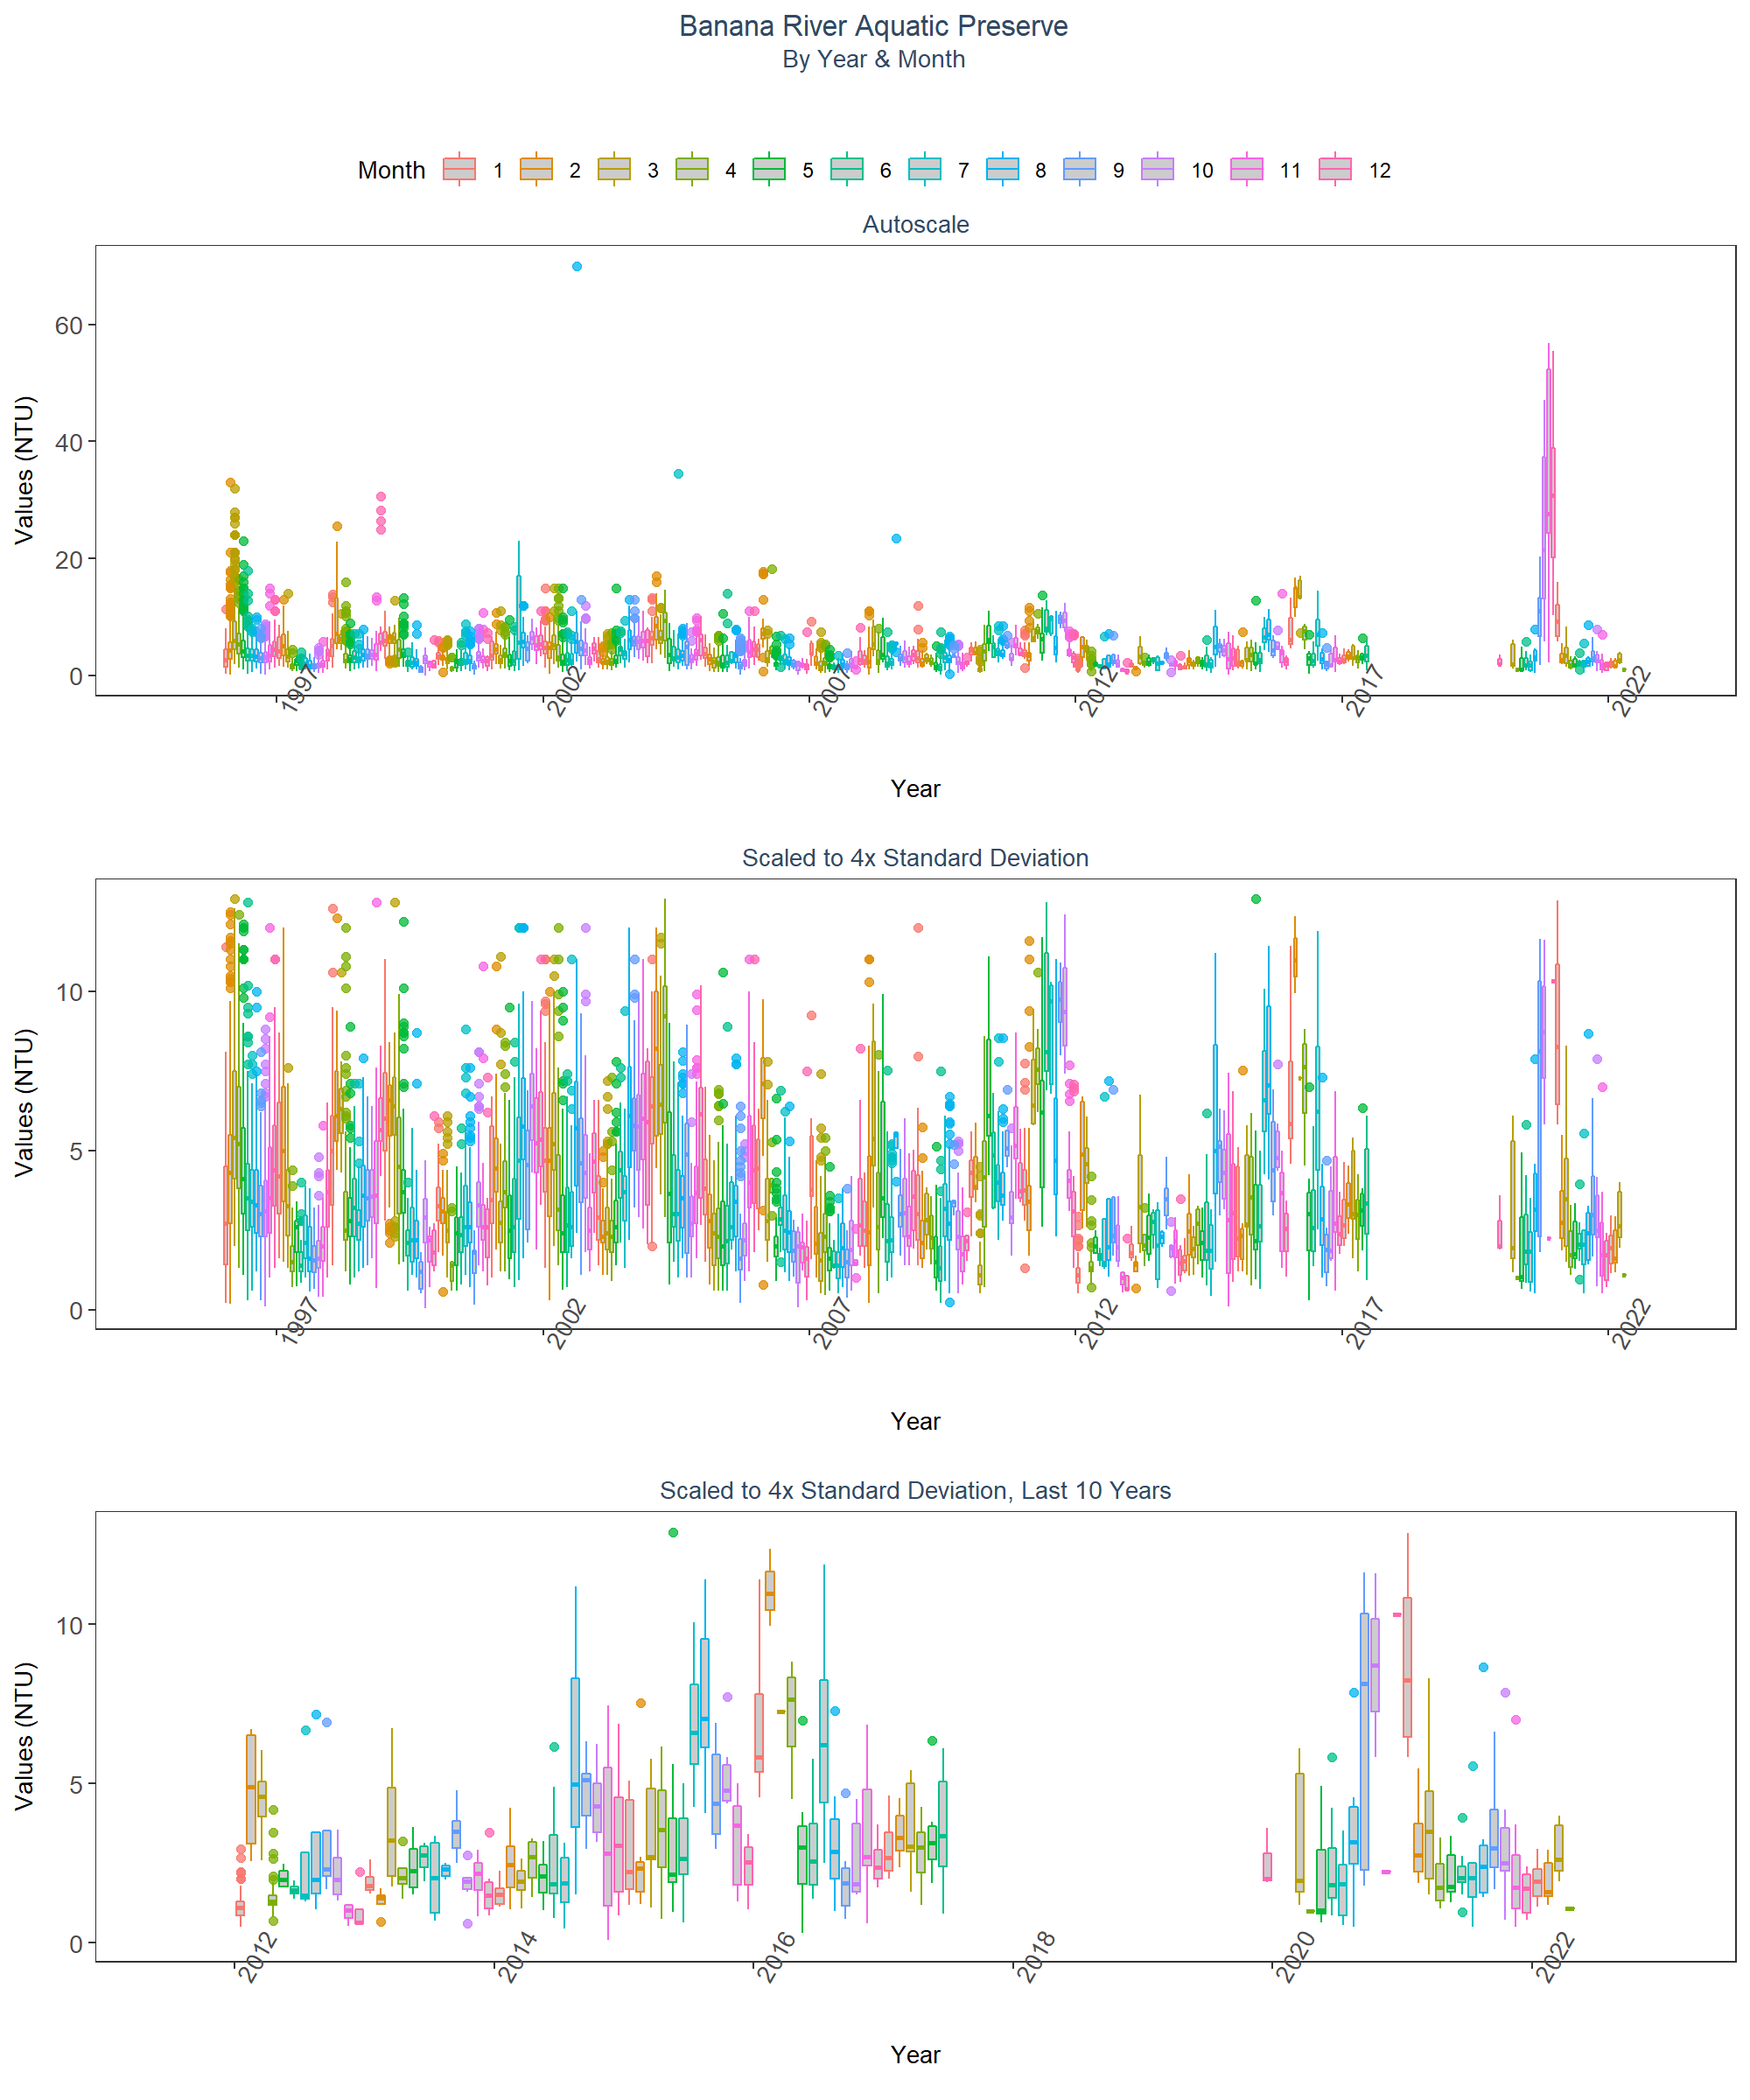 Banana River Aquatic Preserve
By Year & Month
Month 1 2 3 4 5 6 7 8 9 10 11 12
Autoscale
Values (NTU)
60
40
20
0
1997 2002 2007 2012 2017 2022
Year
Scaled to 4x Standard Deviation
Values (NTU)
10
5
0
1997 2002 2007 2012 2017 2022
Year
Scaled to 4x Standard Deviation, Last 10 Years
Values (NTU)
10
5
0
2012 2014 2016 2018 2020 2022
Year